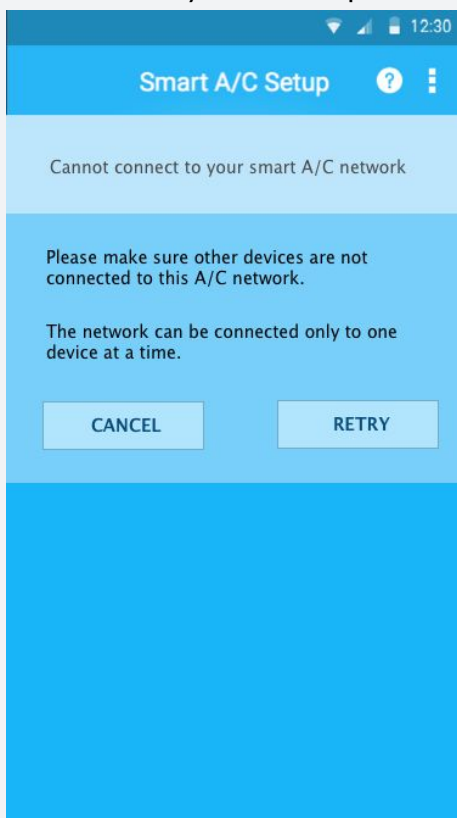 12:30
Smart A/C Setup ?
Cannot connect to your smart A/C network
Please make sure other devices are not
connected to this A/C network.
The network can be connected only to one
device at a time.
CANCEL RETRY